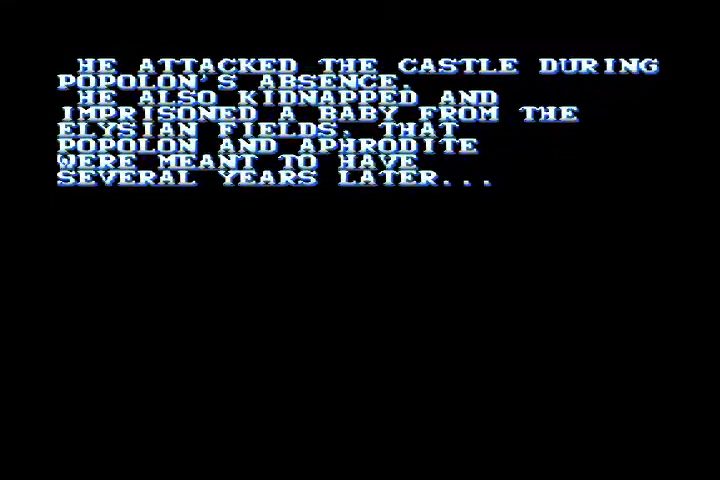 HE ATTACKED THE CASTLE DURING
POPOLON'S ABSENCE.
HE ALSO KIDNAPPED AND
IMPRISONED A BABY FROM THE
ELYSIAN FIELDS, THAT
POPOLON AND APHRODITE
WERE MEANT TO HAVE
SEVERAL YEARS LATER...